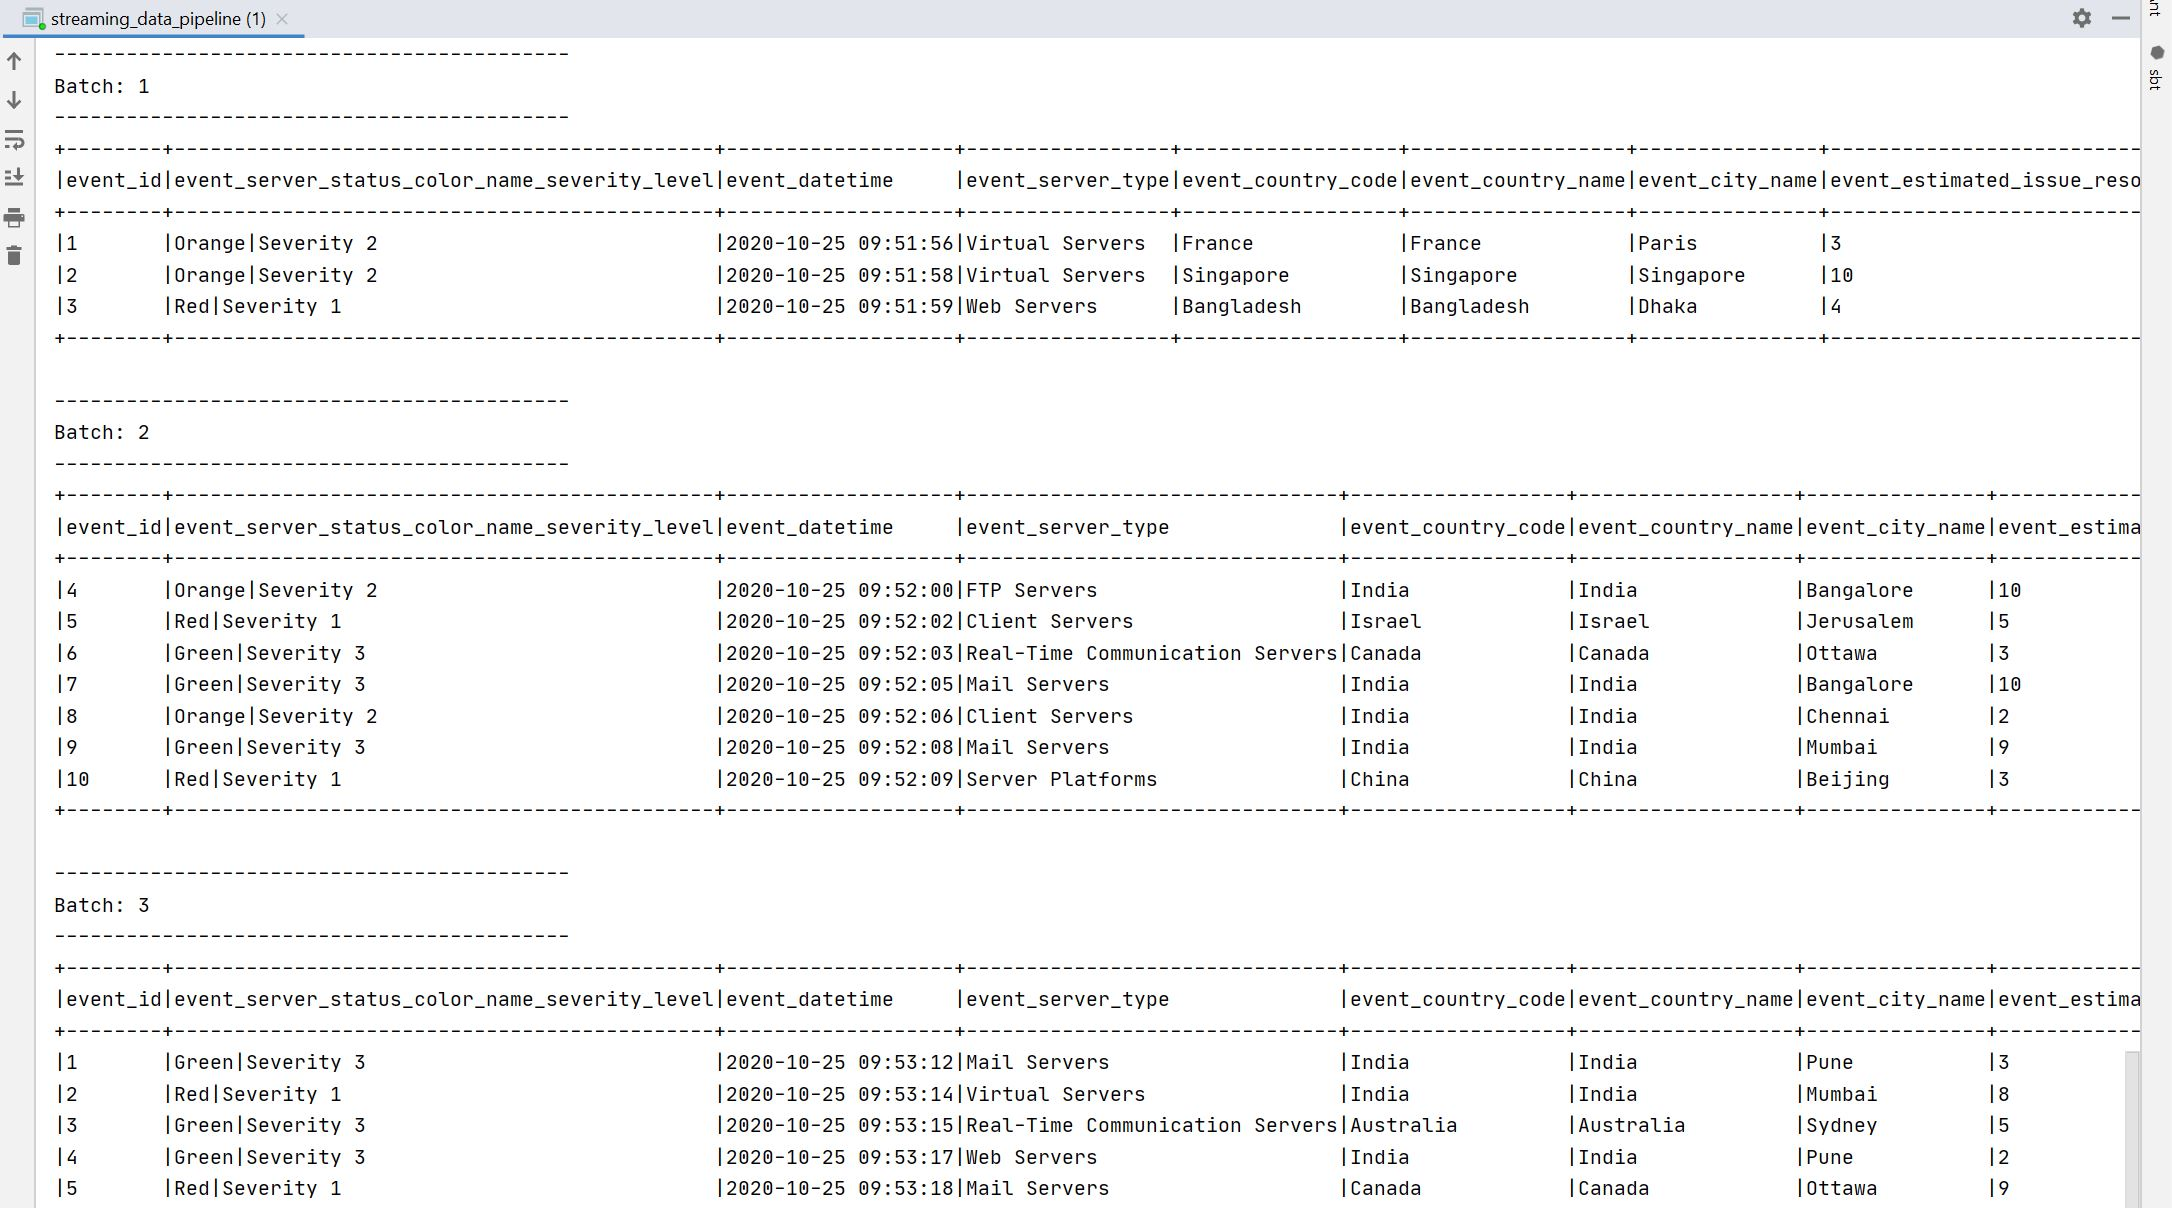 streaming_data_pipeline (1)
-------------------------------------------
Batch: 1
-------------------------------------------
+--------+---------------------------------------------+-------------------+-----------------+------------------+------------------+---------------+--------------------------
|event_id|event_server_status_color_name_severity_level|event_datetime     |event_server_type|event_country_code|event_country_name|event_city_name|event_estimated_issue_reso
+--------+---------------------------------------------+-------------------+-----------------+------------------+------------------+---------------+--------------------------
|1       |Orange|Severity 2                            |2020-10-25 09:51:56|Virtual Servers  |France            |France            |Paris          |3
|2       |Orange|Severity 2                            |2020-10-25 09:51:58|Virtual Servers  |Singapore         |Singapore         |Singapore      |10
|3       |Red|Severity 1                               |2020-10-25 09:51:59|Web Servers      |Bangladesh        |Bangladesh        |Dhaka          |4
+--------+---------------------------------------------+-------------------+-----------------+------------------+------------------+---------------+--------------------------
-------------------------------------------
Batch: 2
-------------------------------------------
+--------+---------------------------------------------+-------------------+-------------------------------+------------------+------------------+---------------+------------
|event_id|event_server_status_color_name_severity_level|event_datetime     |event_server_type              |event_country_code|event_country_name|event_city_name|event_estima
+--------+---------------------------------------------+-------------------+-------------------------------+------------------+------------------+---------------+------------
|4       |Orange|Severity 2                            |2020-10-25 09:52:00|FTP Servers                    |India             |India             |Bangalore      |10
|5       |Red|Severity 1                               |2020-10-25 09:52:02|Client Servers                 |Israel            |Israel            |Jerusalem      |5
|6       |Green|Severity 3                             |2020-10-25 09:52:03|Real-Time Communication Servers|Canada            |Canada            |Ottawa         |3
|7       |Green|Severity 3                             |2020-10-25 09:52:05|Mail Servers                   |India             |India             |Bangalore      |10
|8       |Orange|Severity 2                            |2020-10-25 09:52:06|Client Servers                 |India             |India             |Chennai        |2
|9       |Green|Severity 3                             |2020-10-25 09:52:08|Mail Servers                   |India             |India             |Mumbai         |9
|10      |Red|Severity 1                               |2020-10-25 09:52:09|Server Platforms               |China             |China             |Beijing        |3
+--------+---------------------------------------------+-------------------+-------------------------------+------------------+------------------+---------------+------------
-------------------------------------------
Batch: 3
-------------------------------------------
+--------+---------------------------------------------+-------------------+-------------------------------+------------------+------------------+---------------+------------
|event_id|event_server_status_color_name_severity_level|event_datetime     |event_server_type              |event_country_code|event_country_name|event_city_name|event_estima
+--------+---------------------------------------------+-------------------+-------------------------------+------------------+------------------+---------------+------------
|1       |Green|Severity 3                             |2020-10-25 09:53:12|Mail Servers                   |India             |India             |Pune           |3
|2       |Red|Severity 1                               |2020-10-25 09:53:14|Virtual Servers                |India             |India             |Mumbai         |8
|3       |Green|Severity 3                             |2020-10-25 09:53:15|Real-Time Communication Servers|Australia         |Australia         |Sydney         |5
|4       |Green|Severity 3                             |2020-10-25 09:53:17|Web Servers                    |India             |India             |Pune           |2
|5       |Red|Severity 1                               |2020-10-25 09:53:18|Mail Servers                   |Canada            |Canada            |Ottawa         |9
nt
sbt